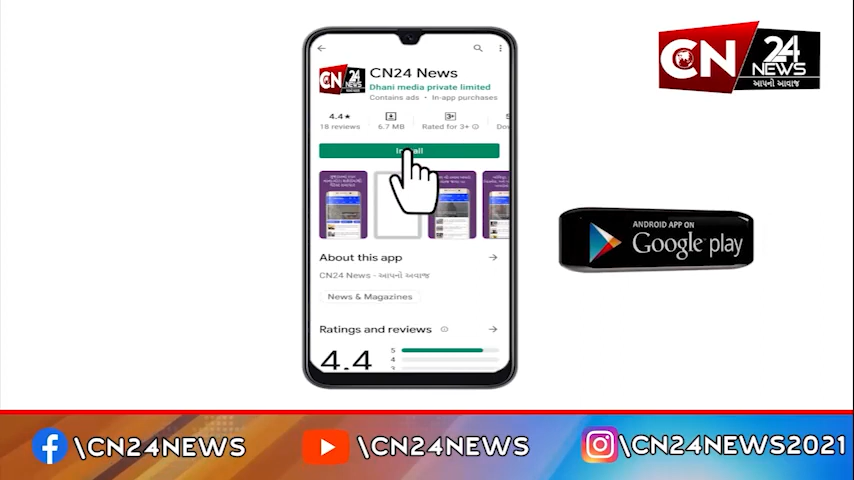 CN24 News
Dhani media private limited
Contains ads • In-app purchases
4.4★
18 reviews
6.7 MB
3+
Rated for 3+
About this app
CN24 News - આપનો અવાજ
News & Magazines
Ratings and reviews
4.4
5
4
3
CN 24 NEWS
આપનો અવાજ
ANDROID APP ON
Google play
\CN24NEWS
\CN24NEWS
\CN24NEWS2021